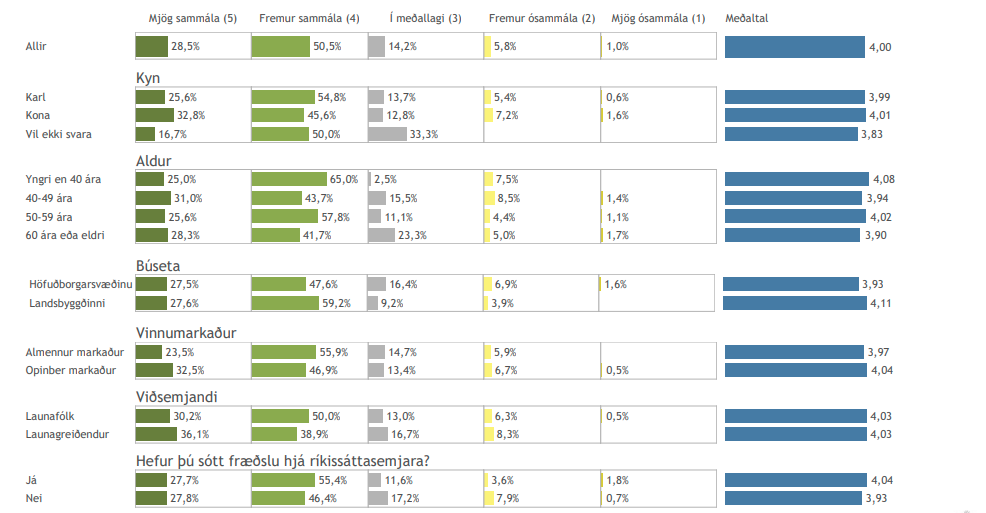 Mjög sammála (5) Fremur sammála (4) Í meðallagi (3) Fremur ósammála (2) Mjög ósammála (1) Meðaltal
Allir 28,5% 50,5% 14,2% 5,8% 1,0% 4,00
Kyn
Karl 25,6% 54,8% 13,7% 5,4% 0,6% 3,99
Kona 32,8% 45,6% 12,8% 7,2% 1,6% 4,01
Vil ekki svara 16,7% 50,0% 33,3% 3,83
Aldur
Yngri en 40 ára 25,0% 65,0% 2,5% 7,5% 4,08
40-49 ára 31,0% 43,7% 15,5% 8,5% 1,4% 3,94
50-59 ára 25,6% 57,8% 11,1% 4,4% 1,1% 4,02
60 ára eða eldri 28,3% 41,7% 23,3% 5,0% 1,7% 3,90
Búseta
Höfuðborgarsvæðinu 27,5% 47,6% 16,4% 6,9% 1,6% 3,93
Landsbyggðinni 27,6% 59,2% 9,2% 3,9% 4,11
Vinnumarkaður
Almennur markaður 23,5% 55,9% 14,7% 5,9% 3,97
Opinber markaður 32,5% 46,9% 13,4% 6,7% 0,5% 4,04
Viðsemjandi
Launafólk 30,2% 50,0% 13,0% 6,3% 0,5% 4,03
Launagreiðendur 36,1% 38,9% 16,7% 8,3% 4,03
Hefur þú sótt fræðslu hjá ríkissáttasemjara?
Já 27,7% 55,4% 11,6% 3,6% 1,8% 4,04
Nei 27,8% 46,4% 17,2% 7,9% 0,7% 3,93